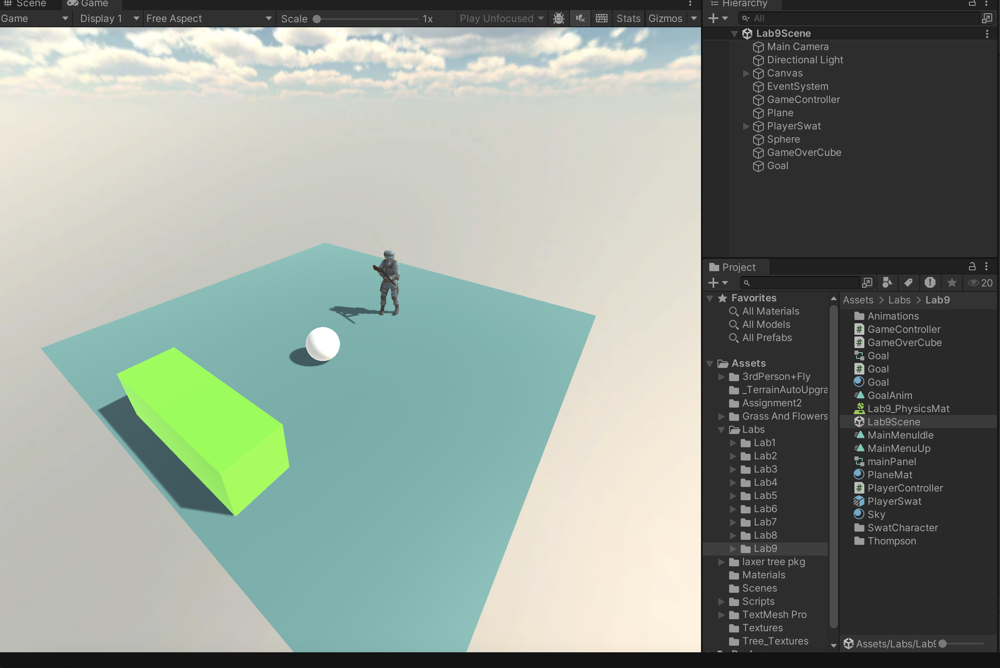 Scene Game
Game Display 1 Free Aspect Scale 1x Play Unfocused Stats Gizmos
Hierarchy
All
Lab9Scene
Main Camera
Directional Light
Canvas
EventSystem
GameController
Plane
PlayerSwat
Sphere
GameOverCube
Goal
Project
20
Favorites
All Materials
All Models
All Prefabs
Assets
3rdPerson+Fly
_TerrainAutoUpgra
Assignment2
Grass And Flowers
Labs
Lab1
Lab2
Lab3
Lab4
Lab5
Lab6
Lab7
Lab8
Lab9
laxer tree pkg
Materials
Scenes
Scripts
TextMesh Pro
Textures
Tree_Textures
Assets > Labs > Lab9
Animations
GameController
GameOverCube
Goal
Goal
Goal
GoalAnim
Lab9_PhysicsMat
Lab9Scene
MainMenuIdle
MainMenuUp
mainPanel
PlaneMat
PlayerController
PlayerSwat
Sky
SwatCharacter
Thompson
Assets/Labs/Lab9